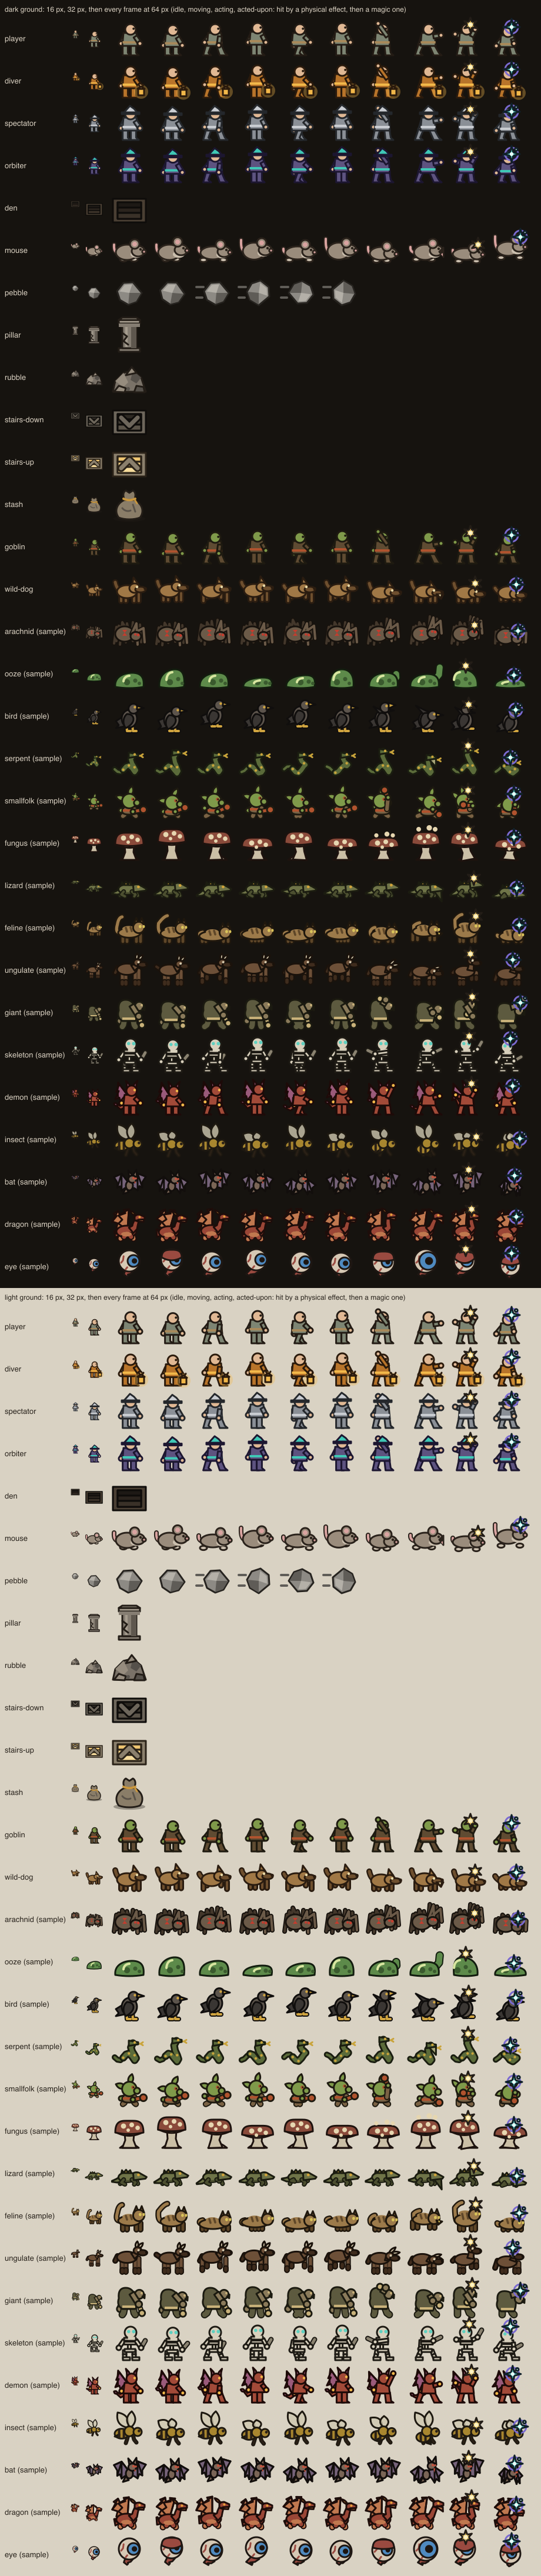 dark ground: 16 px, 32 px, then every frame at 64 px (idle, moving, acting, acted-upon: hit by a physical effect, then a magic one)
player
diver
spectator
orbiter
den
mouse
pebble
pillar
rubble
stairs-down
stairs-up
stash
goblin
wild-dog
arachnid (sample)
ooze (sample)
bird (sample)
serpent (sample)
smallfolk (sample)
fungus (sample)
lizard (sample)
feline (sample)
ungulate (sample)
giant (sample)
skeleton (sample)
demon (sample)
insect (sample)
bat (sample)
dragon (sample)
eye (sample)
light ground: 16 px, 32 px, then every frame at 64 px (idle, moving, acting, acted-upon: hit by a physical effect, then a magic one)
player
diver
spectator
orbiter
den
mouse
pebble
pillar
rubble
stairs-down
stairs-up
stash
goblin
wild-dog
arachnid (sample)
ooze (sample)
bird (sample)
serpent (sample)
smallfolk (sample)
fungus (sample)
lizard (sample)
feline (sample)
ungulate (sample)
giant (sample)
skeleton (sample)
demon (sample)
insect (sample)
bat (sample)
dragon (sample)
eye (sample)